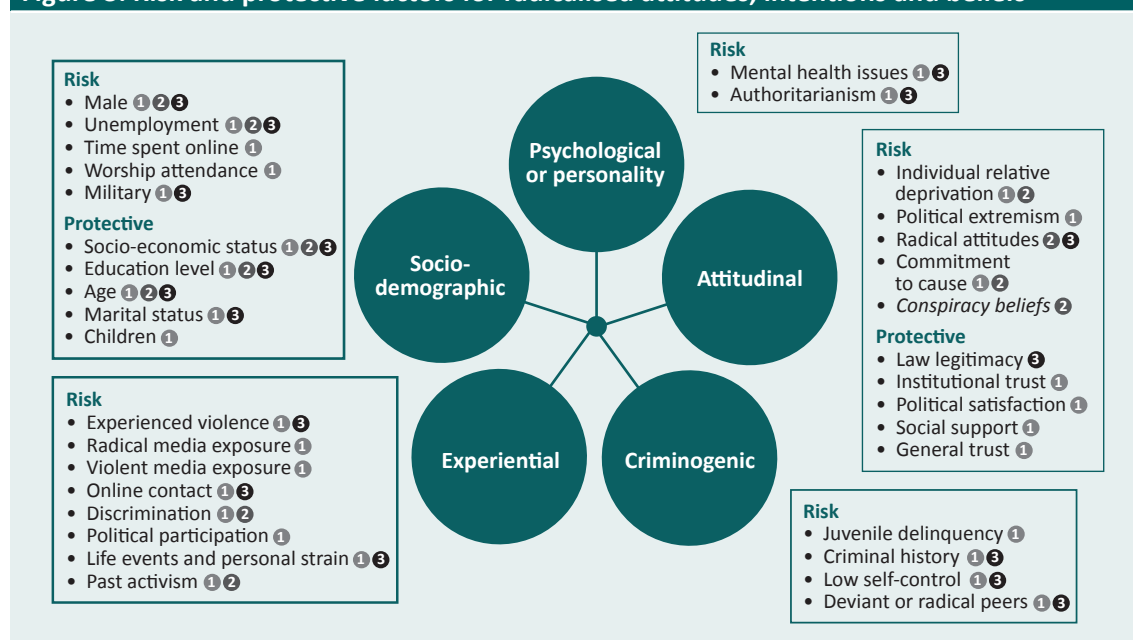 Risk
• Male 1 2 3
• Unemployment 1 2 3
• Time spent online 1
• Worship attendance 1
• Military 1 3
Protective
• Socio-economic status 1 2 3
• Education level 1 2 3
• Age 1 2 3
• Marital status 1 3
• Children 1
Risk
• Experienced violence 1 3
• Radical media exposure 1
• Violent media exposure 1
• Online contact 1 3
• Discrimination 1 2
• Political participation 1
• Life events and personal strain 1 3
• Past activism 1 2
Psychological
or personality
Socio-
demographic
Attitudinal
Experiential
Criminogenic
Risk
• Mental health issues 1 3
• Authoritarianism 1 3
Risk
• Individual relative
deprivation 1 2
• Political extremism 1
• Radical attitudes 2 3
• Commitment
to cause 1 2
• Conspiracy beliefs 2
Protective
• Law legitimacy 3
• Institutional trust 1
• Political satisfaction 1
• Social support 1
• General trust 1
Risk
• Juvenile delinquency 1
• Criminal history 1 3
• Low self-control 1 3
• Deviant or radical peers 1 3